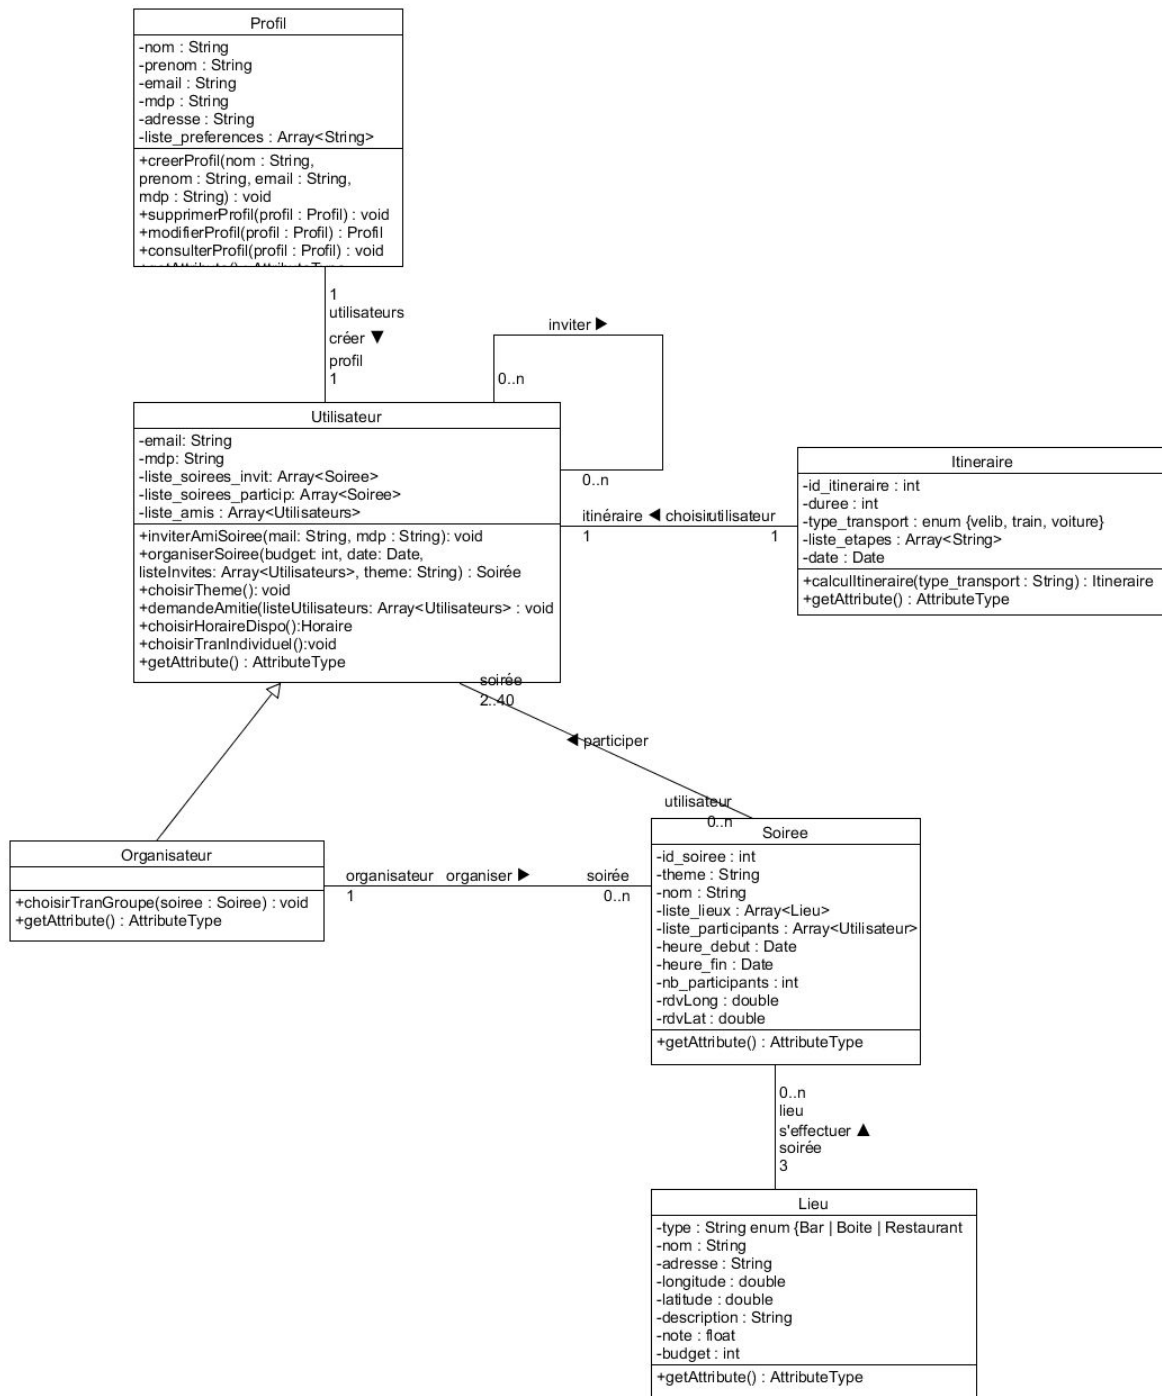 Profil
-nom : String
-prenom : String
-email : String
-mdp : String
-adresse : String
-liste_preferences : Array<String>
+creerProfil(nom : String,
prenom : String, email : String,
mdp : String) : void
+supprimerProfil(profil : Profil) : void
+modifierProfil(profil : Profil) : Profil
+consulterProfil(profil : Profil) : void
1
utilisateurs
créer ▼
profil
1
inviter ▶
0..n
0..n
Utilisateur
-email: String
-mdp: String
-liste_soirees_invit: Array<Soiree>
-liste_soirees_particip: Array<Soree>
-liste_amis : Array<Utilisateurs>
+inviterAmiSoiree(mail: String, mdp : String): void
+organiserSoiree(budget: int, date: Date,
listeInvites: Array<Utilisateurs>, theme: String) : Soirée
+choisirTheme(): void
+demandeAmitie(listeUtilisateurs: Array<Utilisateurs> : void
+choisirHoraireDispo():Horaire
+choisirTranIndividuel():void
+getAttribute() : AttributeType
itinéraire ◀ choisirutilisateur
1
1
Itineraire
-id_itineraire : int
-duree : int
-type_transport : enum {velib, train, voiture}
-liste_etapes : Array<String>
-date : Date
+calculItineraire(type_transport : String) : Itineraire
+getAttribute() : AttributeType
soirée
2..40
◀ participer
utilisateur
0..n
Organisateur
+choisirTranGroupe(soiree : Soiree) : void
+getAttribute() : AttributeType
organisateur organiser ▶ soirée
1
0..n
Soiree
-id_soiree : int
-theme : String
-nom : String
-liste_lieux : Array<Lieu>
-liste_participants : Array<Utilisateur>
-heure_debut : Date
-heure_fin : Date
-nb_participants : int
-rdvLong : double
-rdvLat : double
+getAttribute() : AttributeType
0..n
lieu
s'effectuer ▲
soirée
3
Lieu
-type : String enum {Bar | Boite | Restaurant
-nom : String
-adresse : String
-longitude : double
-latitude : double
-description : String
-note : float
-budget : int
+getAttribute() : AttributeType